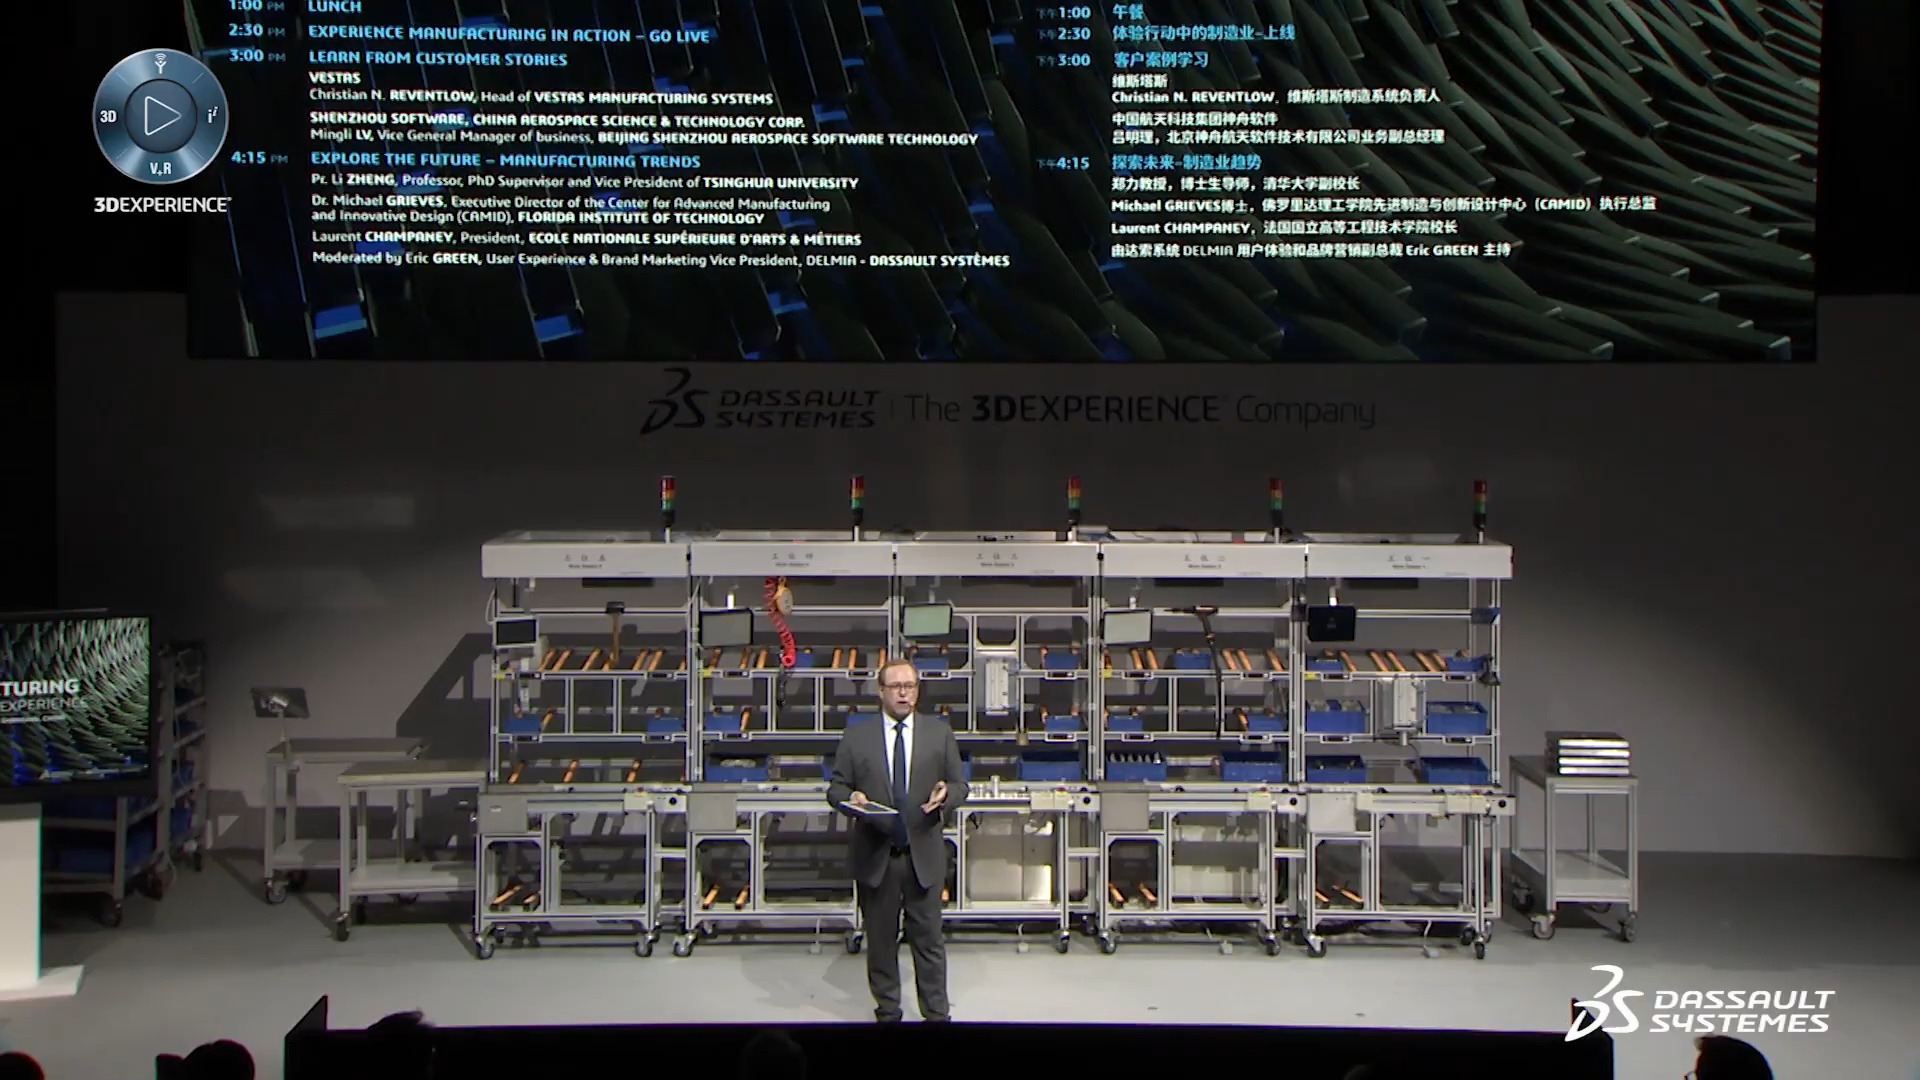 1:00 PM LUNCH
2:30 PM EXPERIENCE MANUFACTURING IN ACTION – GO LIVE
3:00 PM LEARN FROM CUSTOMER STORIES
VESTAS
Christian N. REVENTLOW, Head of VESTAS MANUFACTURING SYSTEMS
SHENZHOU SOFTWARE, CHINA AEROSPACE SCIENCE & TECHNOLOGY CORP.
Mingli LV, Vice General Manager of business, BEIJING SHENZHOU AEROSPACE SOFTWARE TECHNOLOGY
4:15 PM EXPLORE THE FUTURE – MANUFACTURING TRENDS
Pr. Li ZHENG, Professor, PhD Supervisor and Vice President of TSINGHUA UNIVERSITY
Dr. Michael GRIEVES, Executive Director of the Center for Advanced Manufacturing
and Innovative Design (CAMID), FLORIDA INSTITUTE OF TECHNOLOGY
Laurent CHAMPANEY, President, ECOLE NATIONALE SUPÉRIEURE D'ARTS & MÉTIERS
Moderated by Eric GREEN, User Experience & Brand Marketing Vice President, DELMIA - DASSAULT SYSTÈMES
下午1:00 午餐
下午2:30 体验行动中的制造业–上线
下午3:00 客户案例学习
维斯塔斯
Christian N. REVENTLOW, 维斯塔斯制造系统负责人
中国航天科技集团神舟软件
吕明理，北京神舟航天软件技术有限公司业务副总经理
下午4:15 探索未来–制造业趋势
郑力教授，博士生导师，清华大学副校长
Michael GRIEVES博士，佛罗里达理工学院先进制造与创新设计中心（CAMID）执行总监
Laurent CHAMPANEY，法国国立高等工程技术学院校长
由达索系统 DELMIA 用户体验和品牌营销副总裁 Eric GREEN 主持
3D
i
V+R
3DEXPERIENCE
DASSAULT SYSTEMES | The 3DEXPERIENCE® Company
TURING
EXPERIENCE
DASSAULT
SYSTEMES